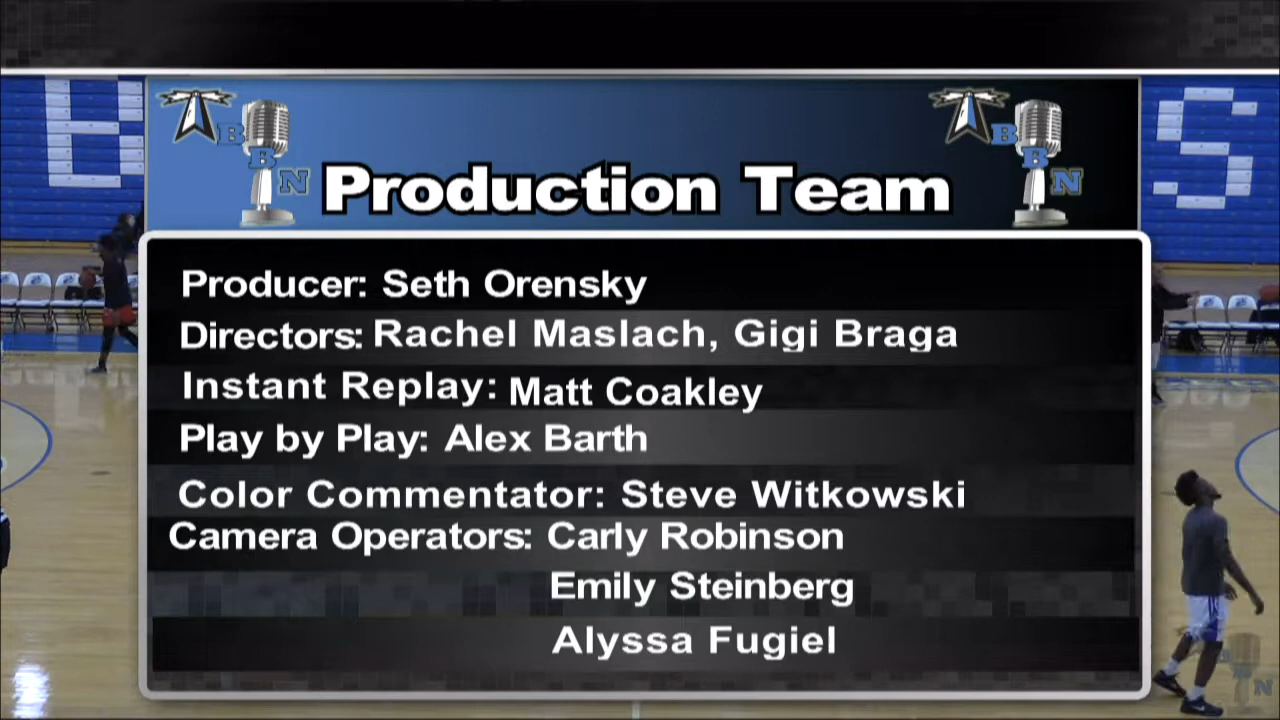 B S
B B N
B B N
Production Team
Producer: Seth Orensky
Directors: Rachel Maslach, Gigi Braga
Instant Replay: Matt Coakley
Play by Play: Alex Barth
Color Commentator: Steve Witkowski
Camera Operators: Carly Robinson
Emily Steinberg
Alyssa Fugiel
B B N